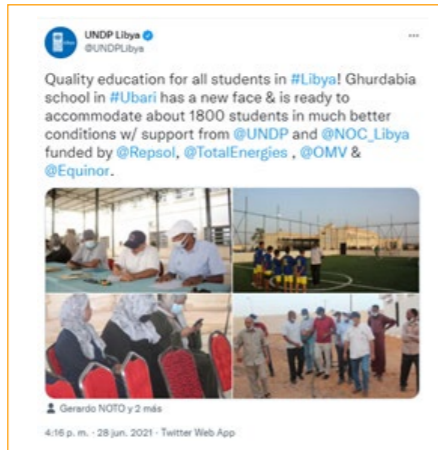 UNDP Libya
@UNDPLibya
Quality education for all students in #Libya! Ghurdabia
school in #Ubari has a new face & is ready to
accommodate about 1800 students in much better
conditions w/ support from @UNDP and @NOC_Libya
funded by @Repsol, @TotalEnergies , @OMV &
@Equinor.
Gerardo NOTO y 2 más
4:16 p. m. · 28 jun. 2021 · Twitter Web App